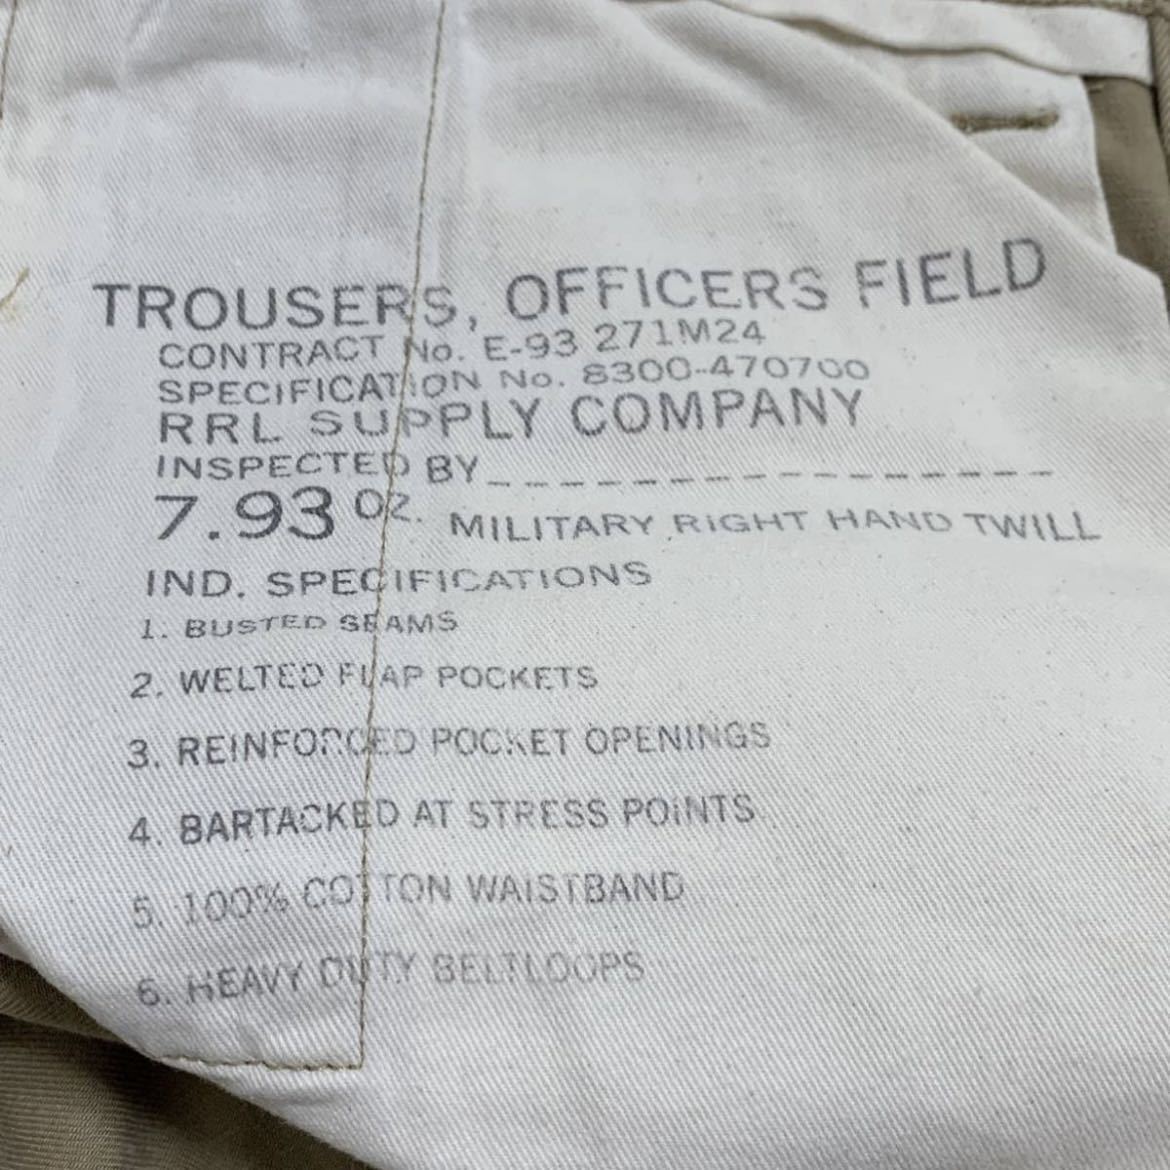 TROUSERS, OFFICERS FIELD
CONTRACT No. E-93 271M24
SPECIFICATION No. 8300-470700
RRL SUPPLY COMPANY
INSPECTED BY_ _ _ _ _ _ _ _ _ _ _ _ _ _ _ _ _
7.93 OZ. MILITARY RIGHT HAND TWILL
IND. SPECIFICATIONS
1. BUSTED SEAMS
2. WELTED FLAP POCKETS
3. REINFORCED POCKET OPENINGS
4. BARTACKED AT STRESS POINTS
5. 100% COTTON WAISTBAND
6. HEAVY DUTY BELTLOOPS